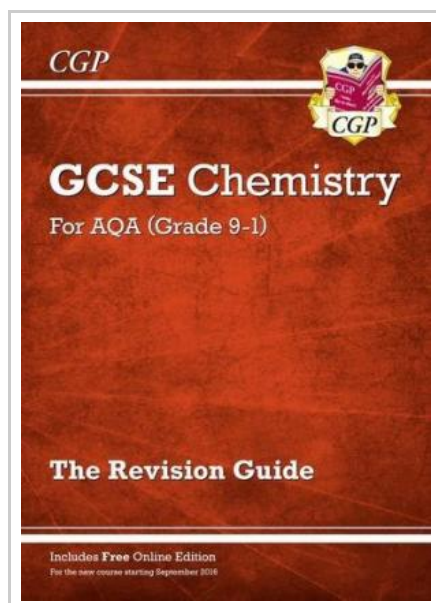 CGP
CGP
CGP
GCSE Chemistry
For AQA (Grade 9-1)
The Revision Guide
Includes Free Online Edition
For the new course starting September 2016